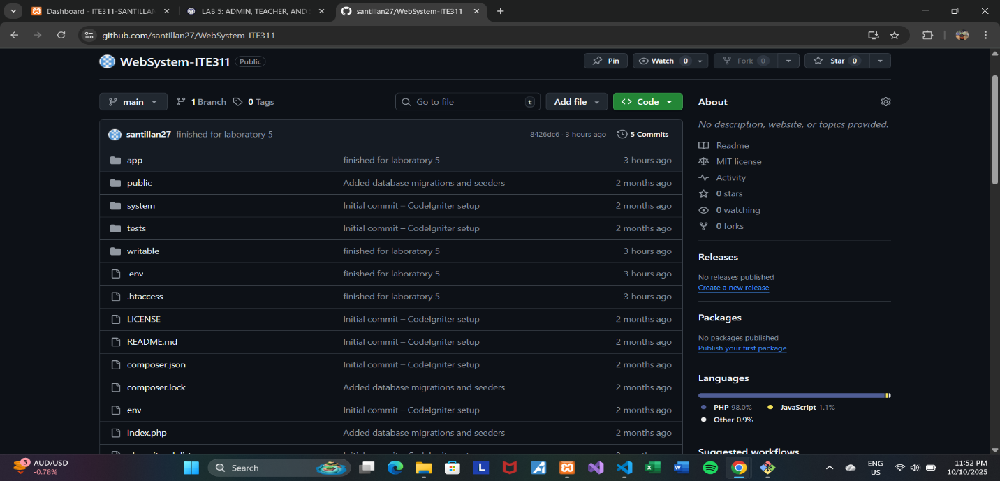 Dashboard - ITE311-SANTILLAN
LAB 5: ADMIN, TEACHER, AND
santillan27/WebSystem-ITE311
github.com/santillan27/WebSystem-ITE311
WebSystem-ITE311 Public
Pin Watch 0 Fork 0 Star 0
main 1 Branch 0 Tags Go to file t Add file Code
santillan27 finished for laboratory 5 8426dc6 · 3 hours ago 5 Commits
app finished for laboratory 5 3 hours ago
public Added database migrations and seeders 2 months ago
system Initial commit – CodeIgniter setup 2 months ago
tests Initial commit – CodeIgniter setup 2 months ago
writable finished for laboratory 5 3 hours ago
.env finished for laboratory 5 3 hours ago
.htaccess finished for laboratory 5 3 hours ago
LICENSE Initial commit – CodeIgniter setup 2 months ago
README.md Initial commit – CodeIgniter setup 2 months ago
composer.json Initial commit – CodeIgniter setup 2 months ago
composer.lock Added database migrations and seeders 2 months ago
env Initial commit – CodeIgniter setup 2 months ago
index.php Added database migrations and seeders 2 months ago
About
No description, website, or topics provided.
Readme
MIT license
Activity
0 stars
0 watching
0 forks
Releases
No releases published
Create a new release
Packages
No packages published
Publish your first package
Languages
PHP 98.0% JavaScript 1.1%
Other 0.9%
Suggested workflows
3
AUD/USD
-0.78%
Search
L
ENG
US
11:52 PM
10/10/2025